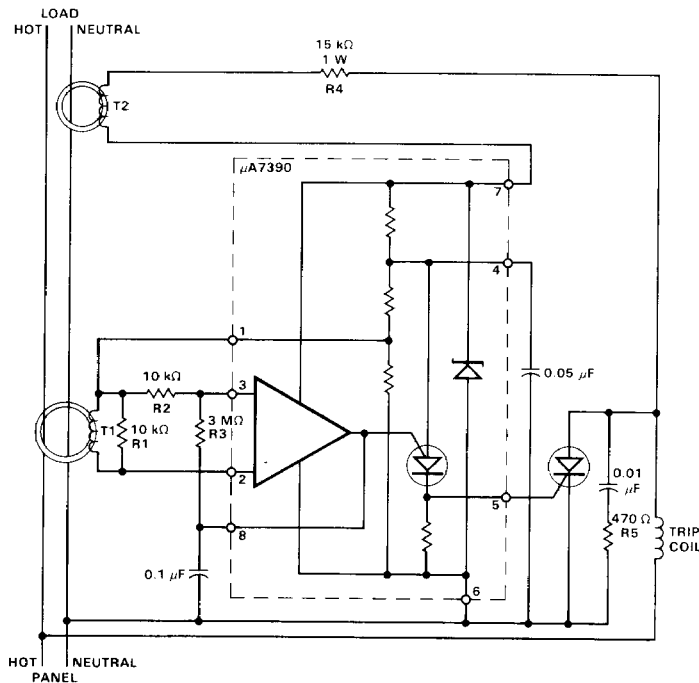 LOAD
HOT NEUTRAL
15 kΩ
1 W
R4
T2
μA7390
7
4
1
10 kΩ
R2
3
0.05 μF
T1
10 kΩ
R1
3 MΩ
R3
2
0.01
μF
5
8
470 Ω
R5
TRIP
COIL
0.1 μF
6
HOT NEUTRAL
PANEL